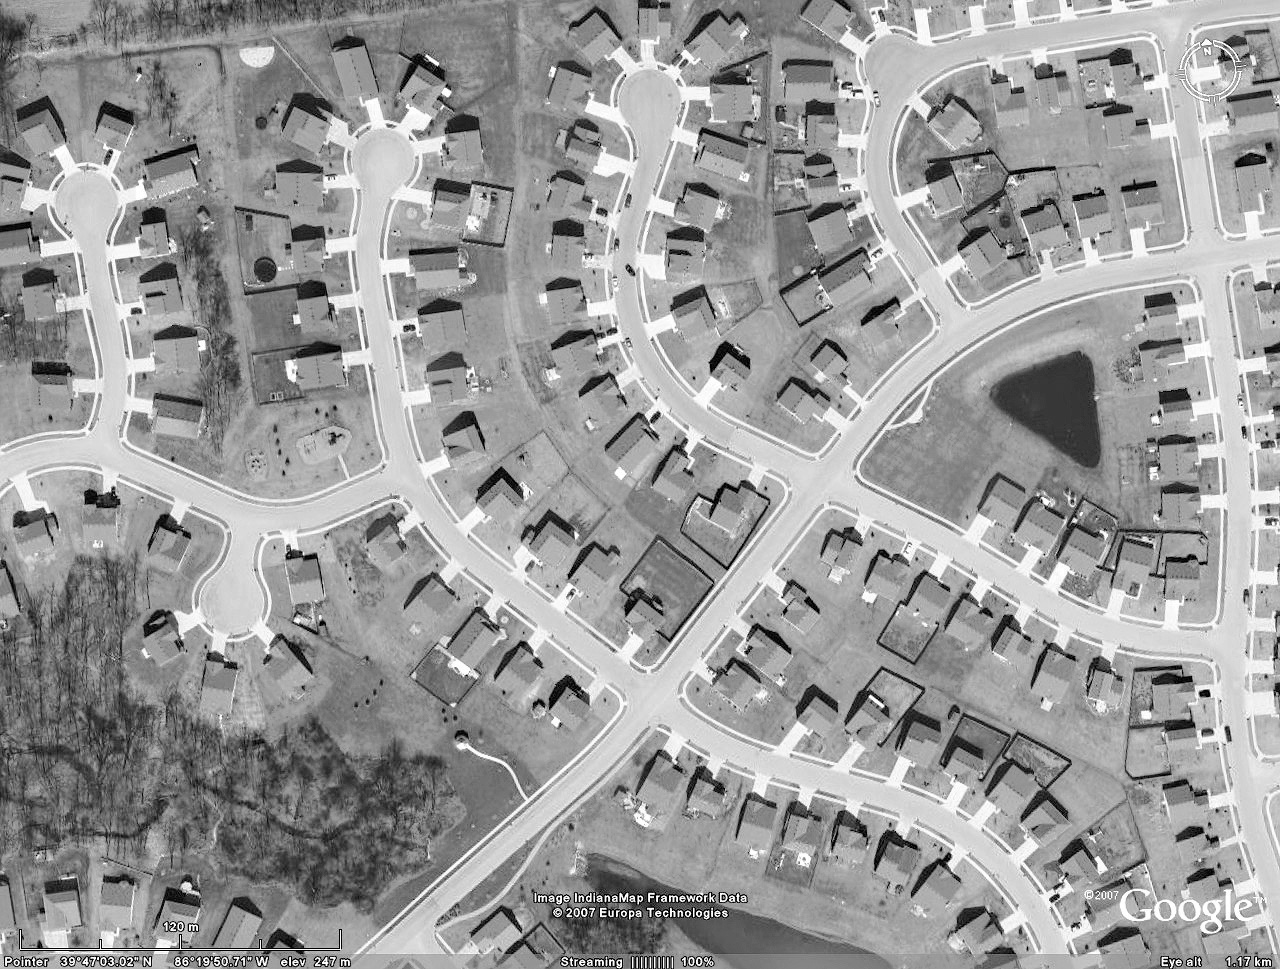 N
Image IndianaMap Framework Data
© 2007 Europa Technologies
©2007 Google™
120 m
Pointer 39°47'03.02" N 86°19'50.71" W elev 247 m Streaming |||||||||| 100% Eye alt 1.17 km